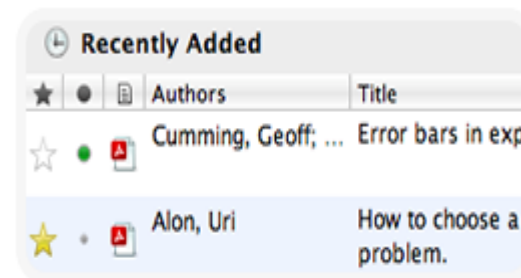 Recently Added
Authors Title
Cumming, Geoff; ... Error bars in exp
Alon, Uri How to choose a
problem.